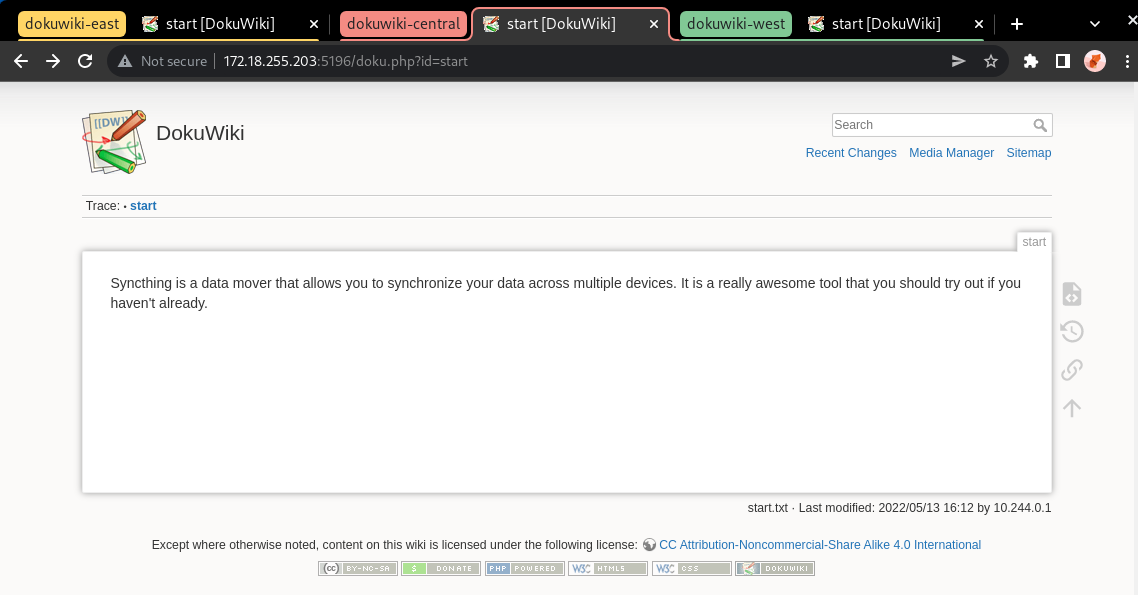 dokuwiki-east start [DokuWiki] dokuwiki-central start [DokuWiki] dokuwiki-west start [DokuWiki]
Not secure 172.18.255.203:5196/doku.php?id=start
[[DW]]
DokuWiki
Search
Recent Changes Media Manager Sitemap
Trace: • start
start
Syncthing is a data mover that allows you to synchronize your data across multiple devices. It is a really awesome tool that you should try out if you
haven't already.
start.txt · Last modified: 2022/05/13 16:12 by 10.244.0.1
Except where otherwise noted, content on this wiki is licensed under the following license: CC Attribution-Noncommercial-Share Alike 4.0 International
cc BY-NC-SA $ DONATE PHP POWERED W3C HTML5 W3C CSS DOKUWIKI